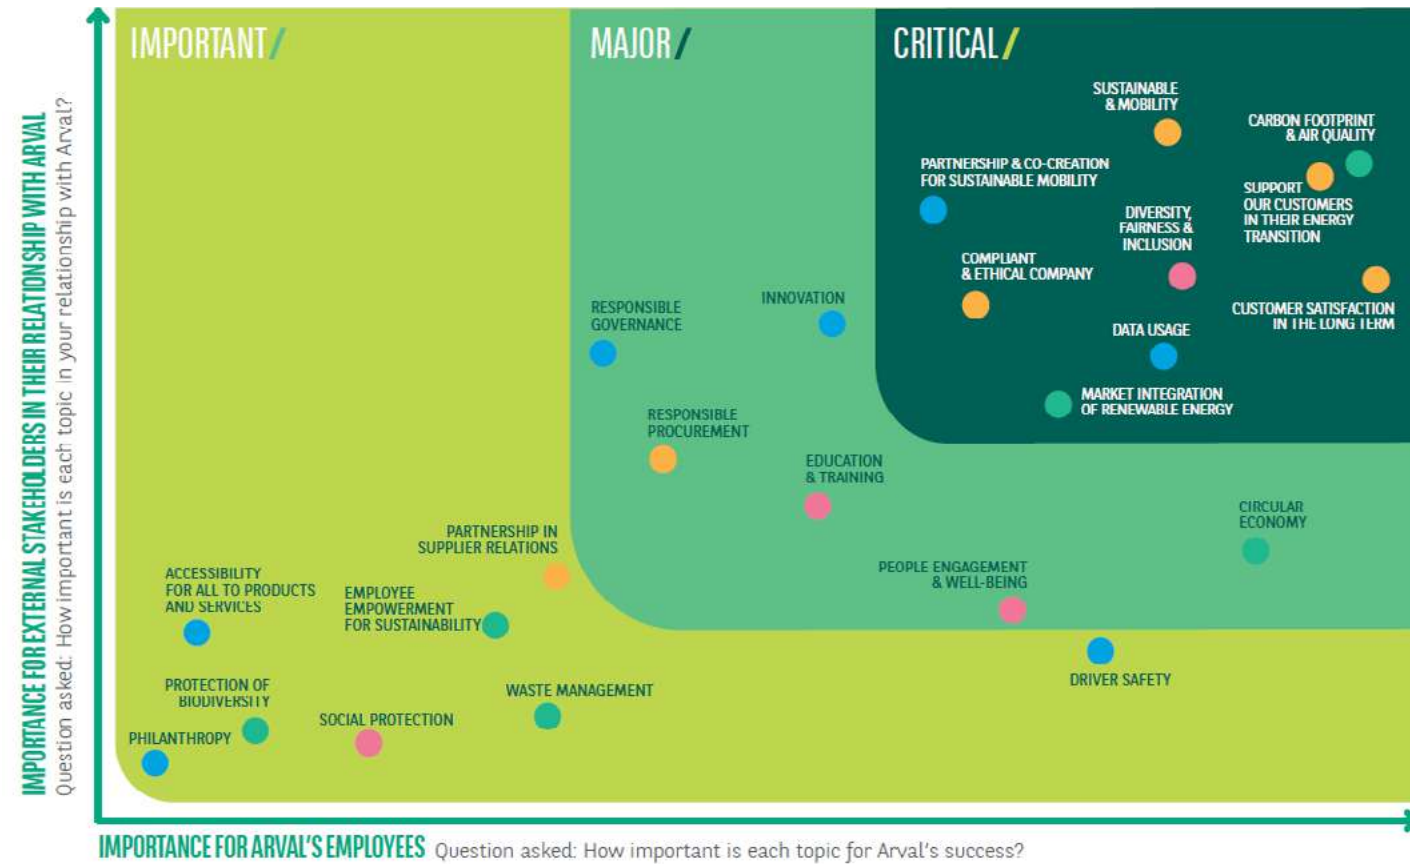 IMPORTANT/
MAJOR/
CRITICAL/
SUSTAINABLE
& MOBILITY
CARBON FOOTPRINT
& AIR QUALITY
PARTNERSHIP & CO-CREATION
FOR SUSTAINABLE MOBILITY
SUPPORT
OUR CUSTOMERS
IN THEIR ENERGY
TRANSITION
DIVERSITY,
FAIRNESS &
INCLUSION
COMPLIANT
& ETHICAL COMPANY
CUSTOMER SATISFACTION
IN THE LONG TERM
DATA USAGE
MARKET INTEGRATION
OF RENEWABLE ENERGY
RESPONSIBLE
GOVERNANCE
INNOVATION
RESPONSIBLE
PROCUREMENT
EDUCATION
& TRAINING
CIRCULAR
ECONOMY
PEOPLE ENGAGEMENT
& WELL-BEING
PARTNERSHIP IN
SUPPLIER RELATIONS
ACCESSIBILITY
FOR ALL TO PRODUCTS
AND SERVICES
EMPLOYEE
EMPOWERMENT
FOR SUSTAINABILITY
DRIVER SAFETY
PROTECTION OF
BIODIVERSITY
WASTE MANAGEMENT
SOCIAL PROTECTION
PHILANTHROPY
IMPORTANCE FOR EXTERNAL STAKEHOLDERS IN THEIR RELATIONSHIP WITH ARVAL
Question asked: How important is each topic in your relationship with Arval?
IMPORTANCE FOR ARVAL'S EMPLOYEES Question asked: How important is each topic for Arval's success?